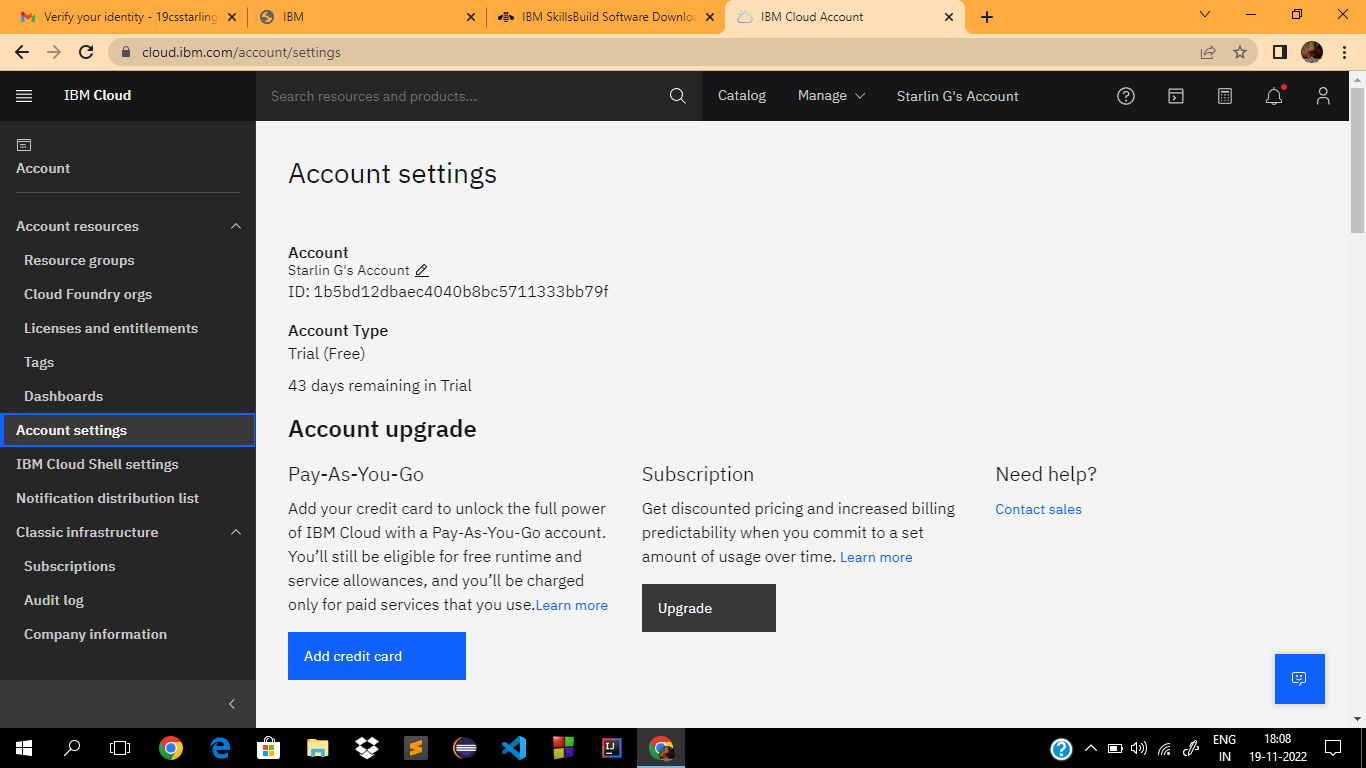 Verify your identity - 19csstarling
IBM
IBM SkillsBuild Software Downloa
IBM Cloud Account
cloud.ibm.com/account/settings
IBM Cloud
Search resources and products...
Catalog
Manage
Starlin G's Account
Account
Account resources
Resource groups
Cloud Foundry orgs
Licenses and entitlements
Tags
Dashboards
Account settings
IBM Cloud Shell settings
Notification distribution list
Classic infrastructure
Subscriptions
Audit log
Company information
Account settings
Account
Starlin G's Account
ID: 1b5bd12dbaec4040b8bc5711333bb79f
Account Type
Trial (Free)
43 days remaining in Trial
Account upgrade
Pay-As-You-Go
Add your credit card to unlock the full power
of IBM Cloud with a Pay-As-You-Go account.
You’ll still be eligible for free runtime and
service allowances, and you’ll be charged
only for paid services that you use.Learn more
Add credit card
Subscription
Get discounted pricing and increased billing
predictability when you commit to a set
amount of usage over time. Learn more
Upgrade
Need help?
Contact sales
ENG
IN
18:08
19-11-2022